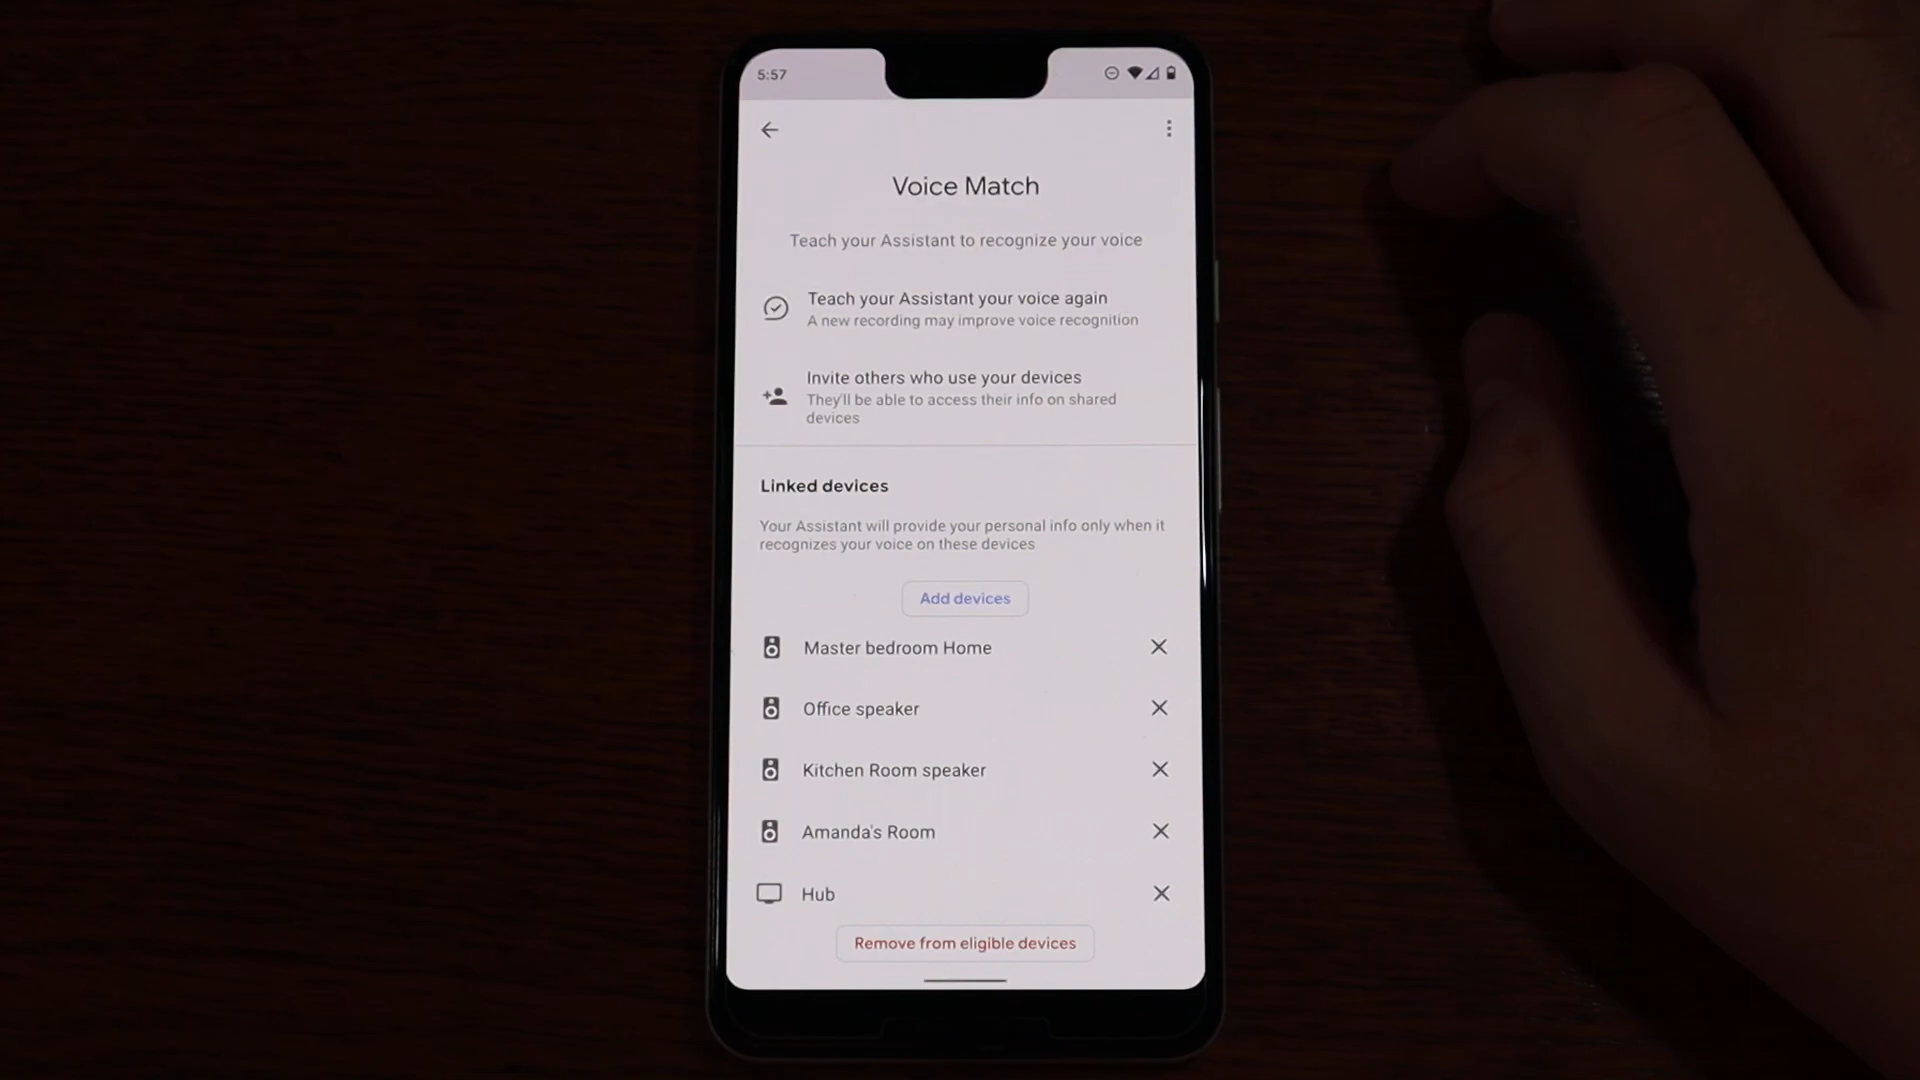 5:57
Voice Match
Teach your Assistant to recognize your voice
Teach your Assistant your voice again
A new recording may improve voice recognition
Invite others who use your devices
They'll be able to access their info on shared
devices
Linked devices
Your Assistant will provide your personal info only when it
recognizes your voice on these devices
Add devices
Master bedroom Home
Office speaker
Kitchen Room speaker
Amanda's Room
Hub
Remove from eligible devices